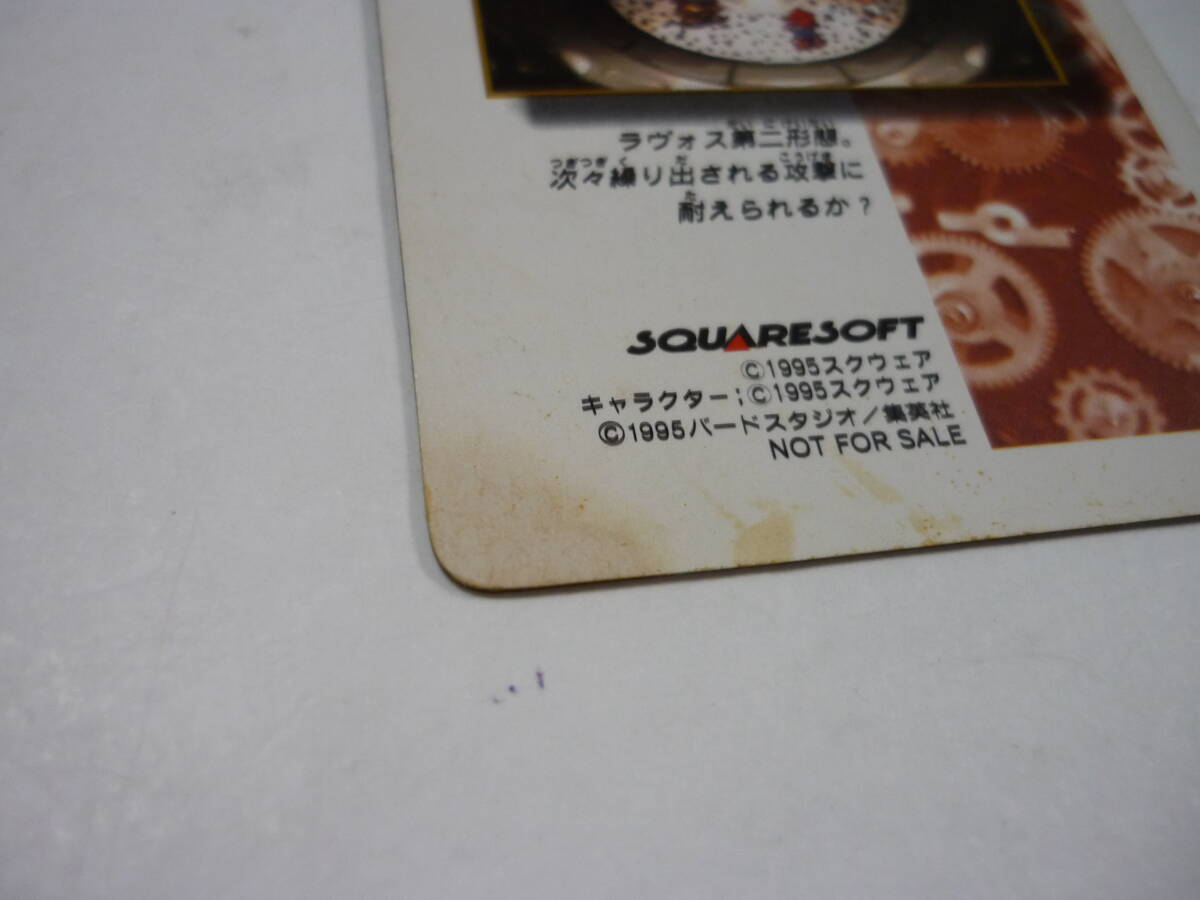 ラヴォス第二形態。
次々繰り出される攻撃に
耐えられるか?
SQUARESOFT
©1995スクウェア
キャラクター;©1995スクウェア
©1995バードスタジオ/集英社
NOT FOR SALE